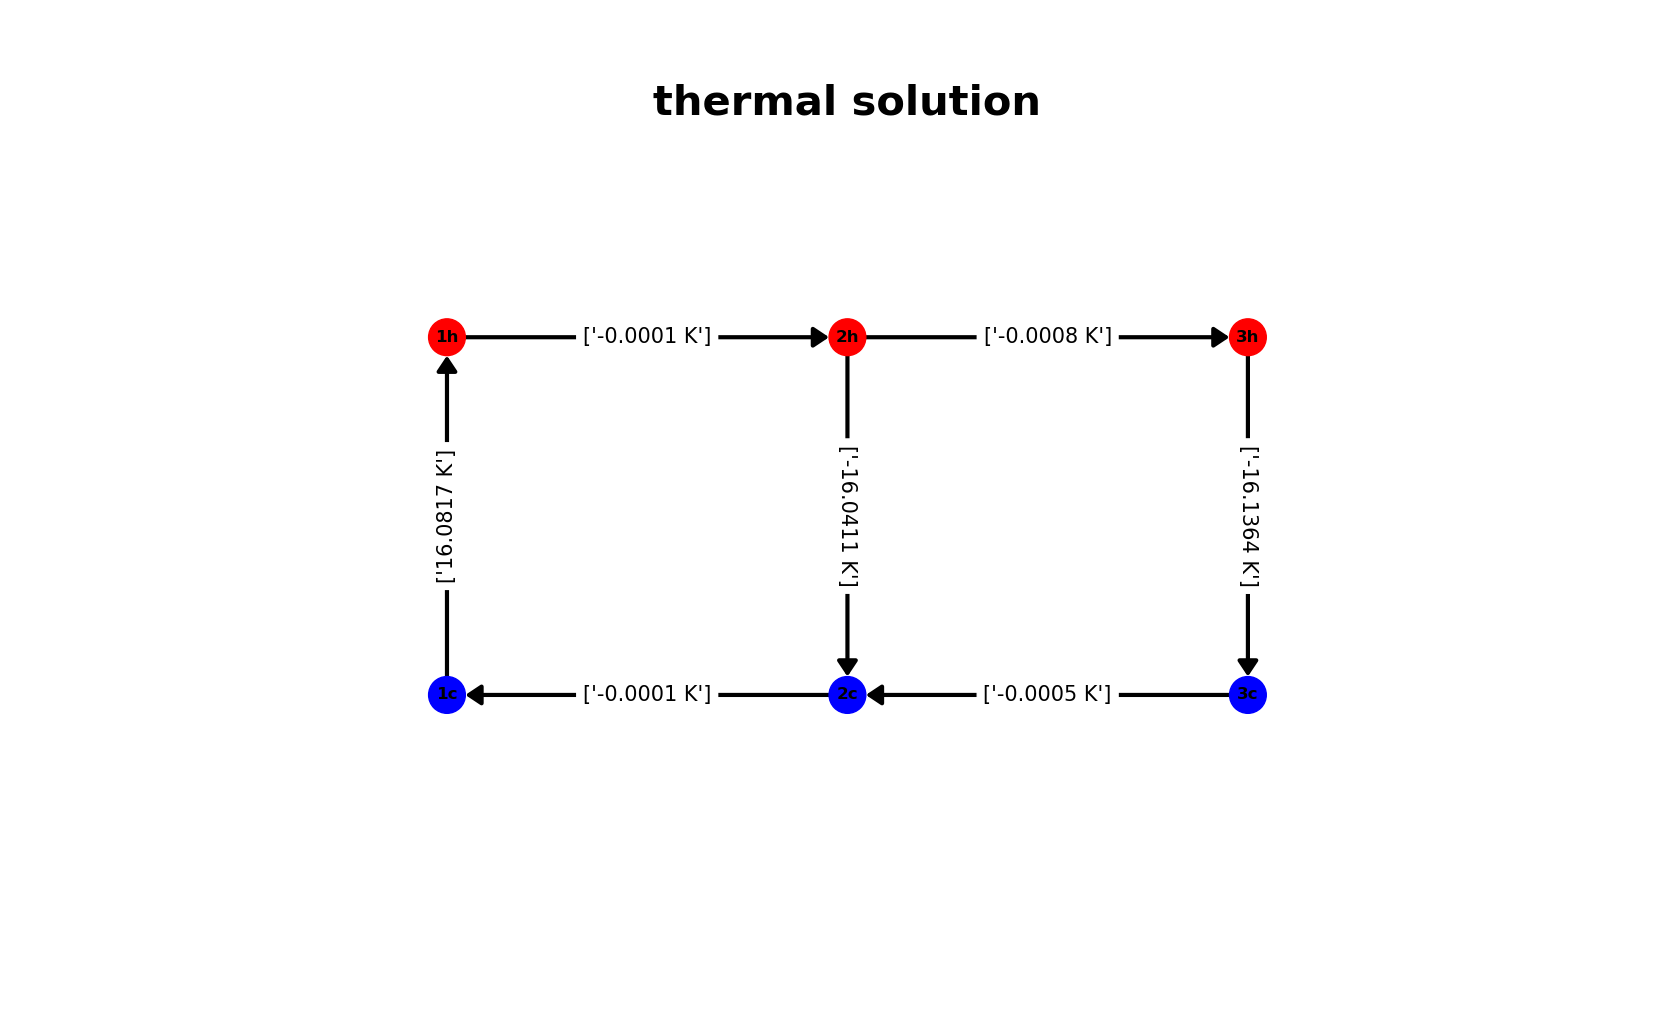 thermal solution
1h
['-0.0001 K']
2h
['-0.0008 K']
3h
['16.0817 K']
['-16.0411 K']
['-16.1364 K']
1c
['-0.0001 K']
2c
['-0.0005 K']
3c